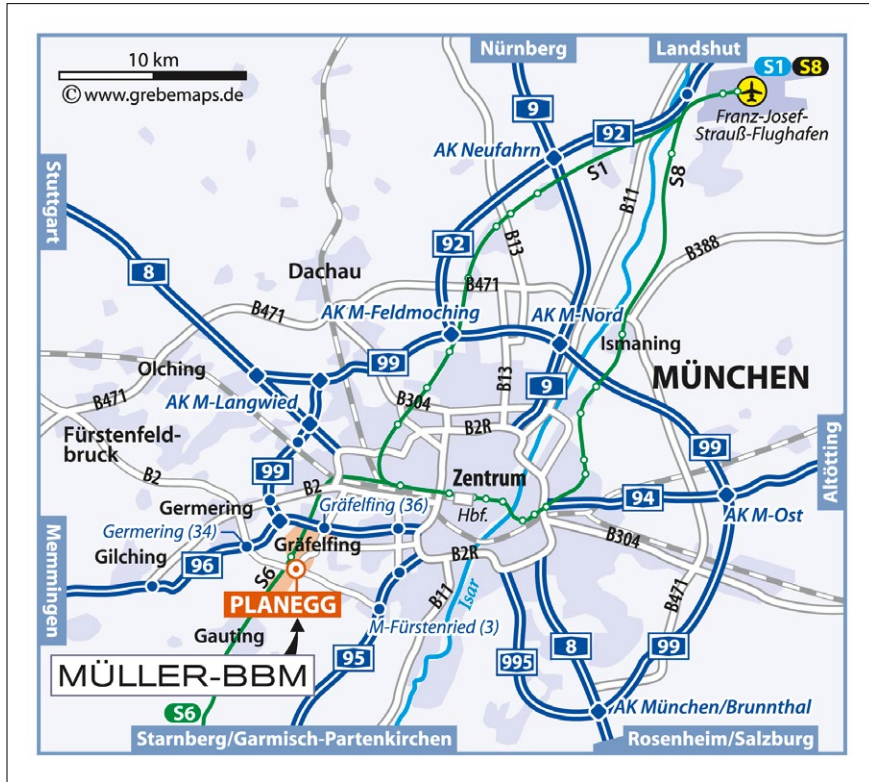 10 km
© www.grebemaps.de
Nürnberg
Landshut
S1 S8
Franz-Josef-
Strauß-Flughafen
9
92
AK Neufahrn
S1
S8
B11
Stuttgart
92
B13
B388
8
Dachau
B471
B471
AK M-Feldmoching
AK M-Nord
Ismaning
99
Olching
B13
9
MÜNCHEN
B471
AK M-Langwied
B304
B2R
99
Fürstenfeld-
bruck
B2
99
Zentrum
Altötting
B2
Hbf.
94
Germering
Gräfelfing (36)
AK M-Ost
Germering (34)
Gräfelfing
B304
Memmingen
Gilching
96
S6
B2R
B471
PLANEGG
B11
Isar
Gauting
M-Fürstenried (3)
MÜLLER-BBM
95
995
8
99
S6
AK München/Brunnthal
Starnberg/Garmisch-Partenkirchen
Rosenheim/Salzburg